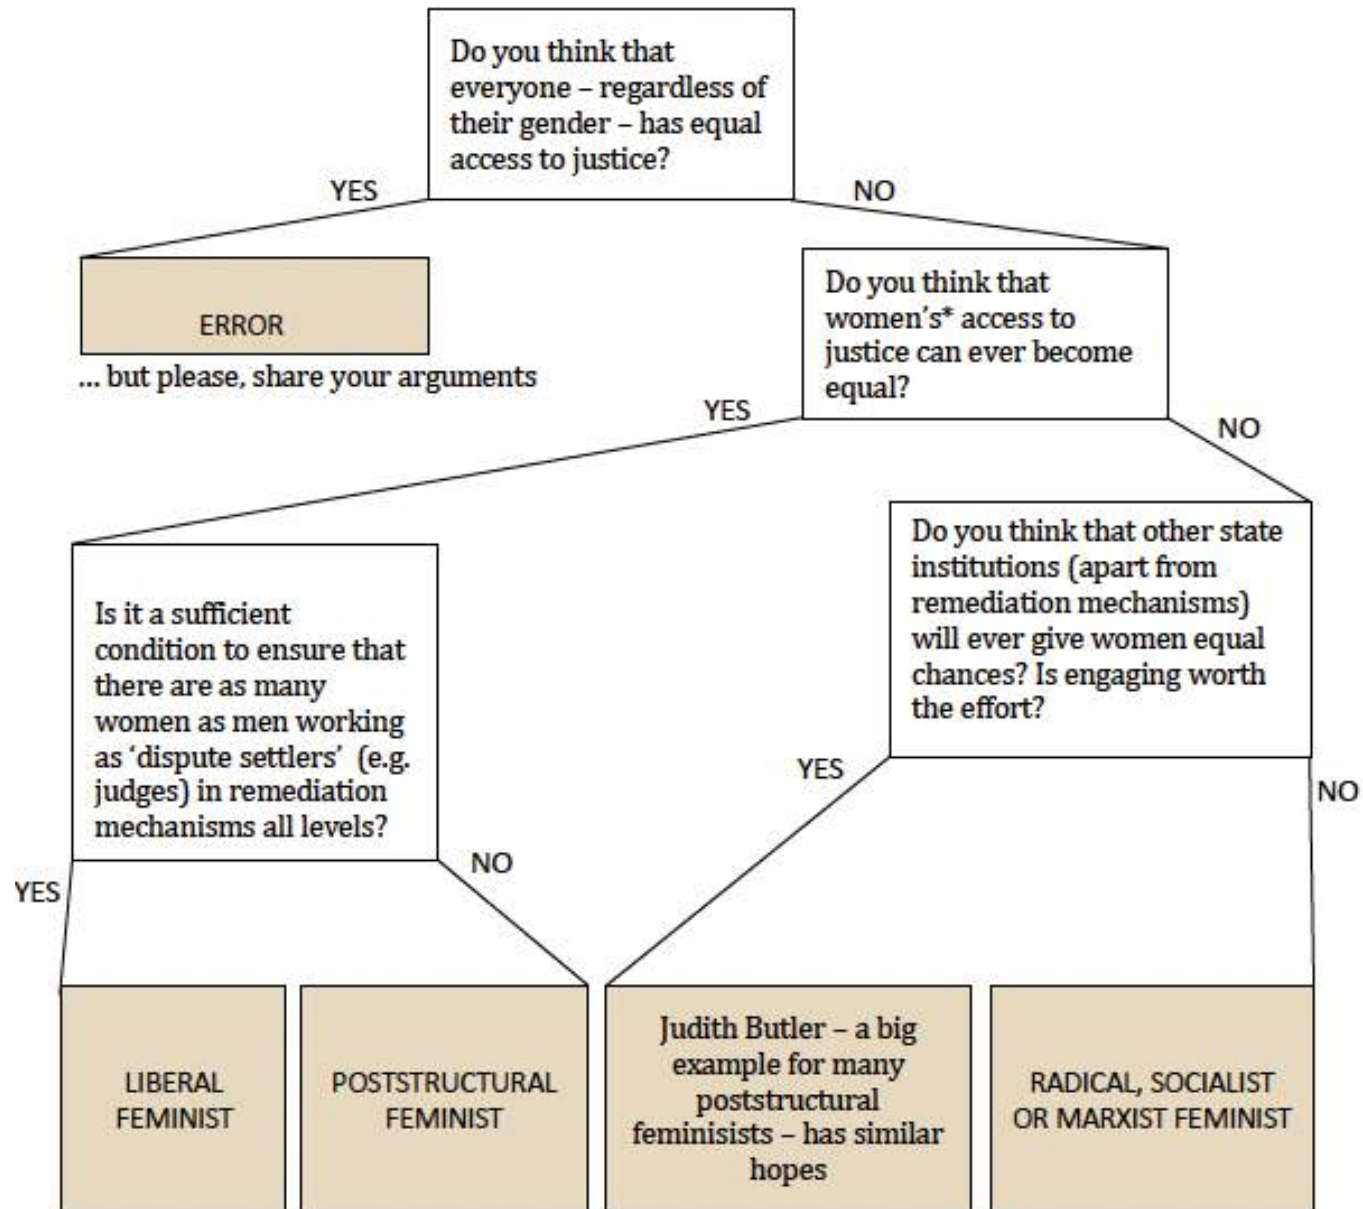 Do you think that
everyone – regardless of
their gender – has equal
access to justice?
YES
NO
ERROR
... but please, share your arguments
Do you think that
women's* access to
justice can ever become
equal?
YES
NO
Is it a sufficient
condition to ensure that
there are as many
women as men working
as ‘dispute settlers’ (e.g.
judges) in remediation
mechanisms all levels?
Do you think that other state
institutions (apart from
remediation mechanisms)
will ever give women equal
chances? Is engaging worth
the effort?
YES
NO
YES
NO
LIBERAL
FEMINIST
POSTSTRUCTURAL
FEMINIST
Judith Butler – a big
example for many
poststructural
feminisists – has similar
hopes
RADICAL, SOCIALIST
OR MARXIST FEMINIST